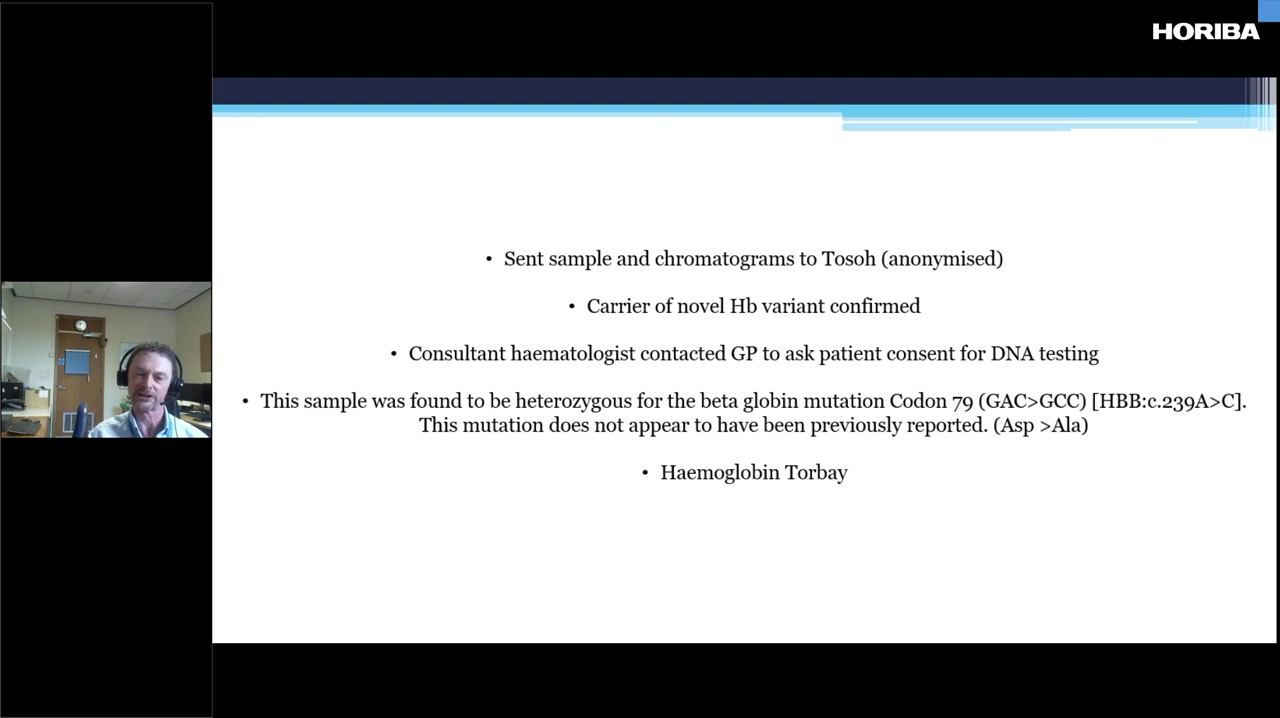 HORIBA
• Sent sample and chromatograms to Tosoh (anonymised)
• Carrier of novel Hb variant confirmed
• Consultant haematologist contacted GP to ask patient consent for DNA testing
• This sample was found to be heterozygous for the beta globin mutation Codon 79 (GAC>GCC) [HBB:c.239A>C].
This mutation does not appear to have been previously reported. (Asp >Ala)
• Haemoglobin Torbay